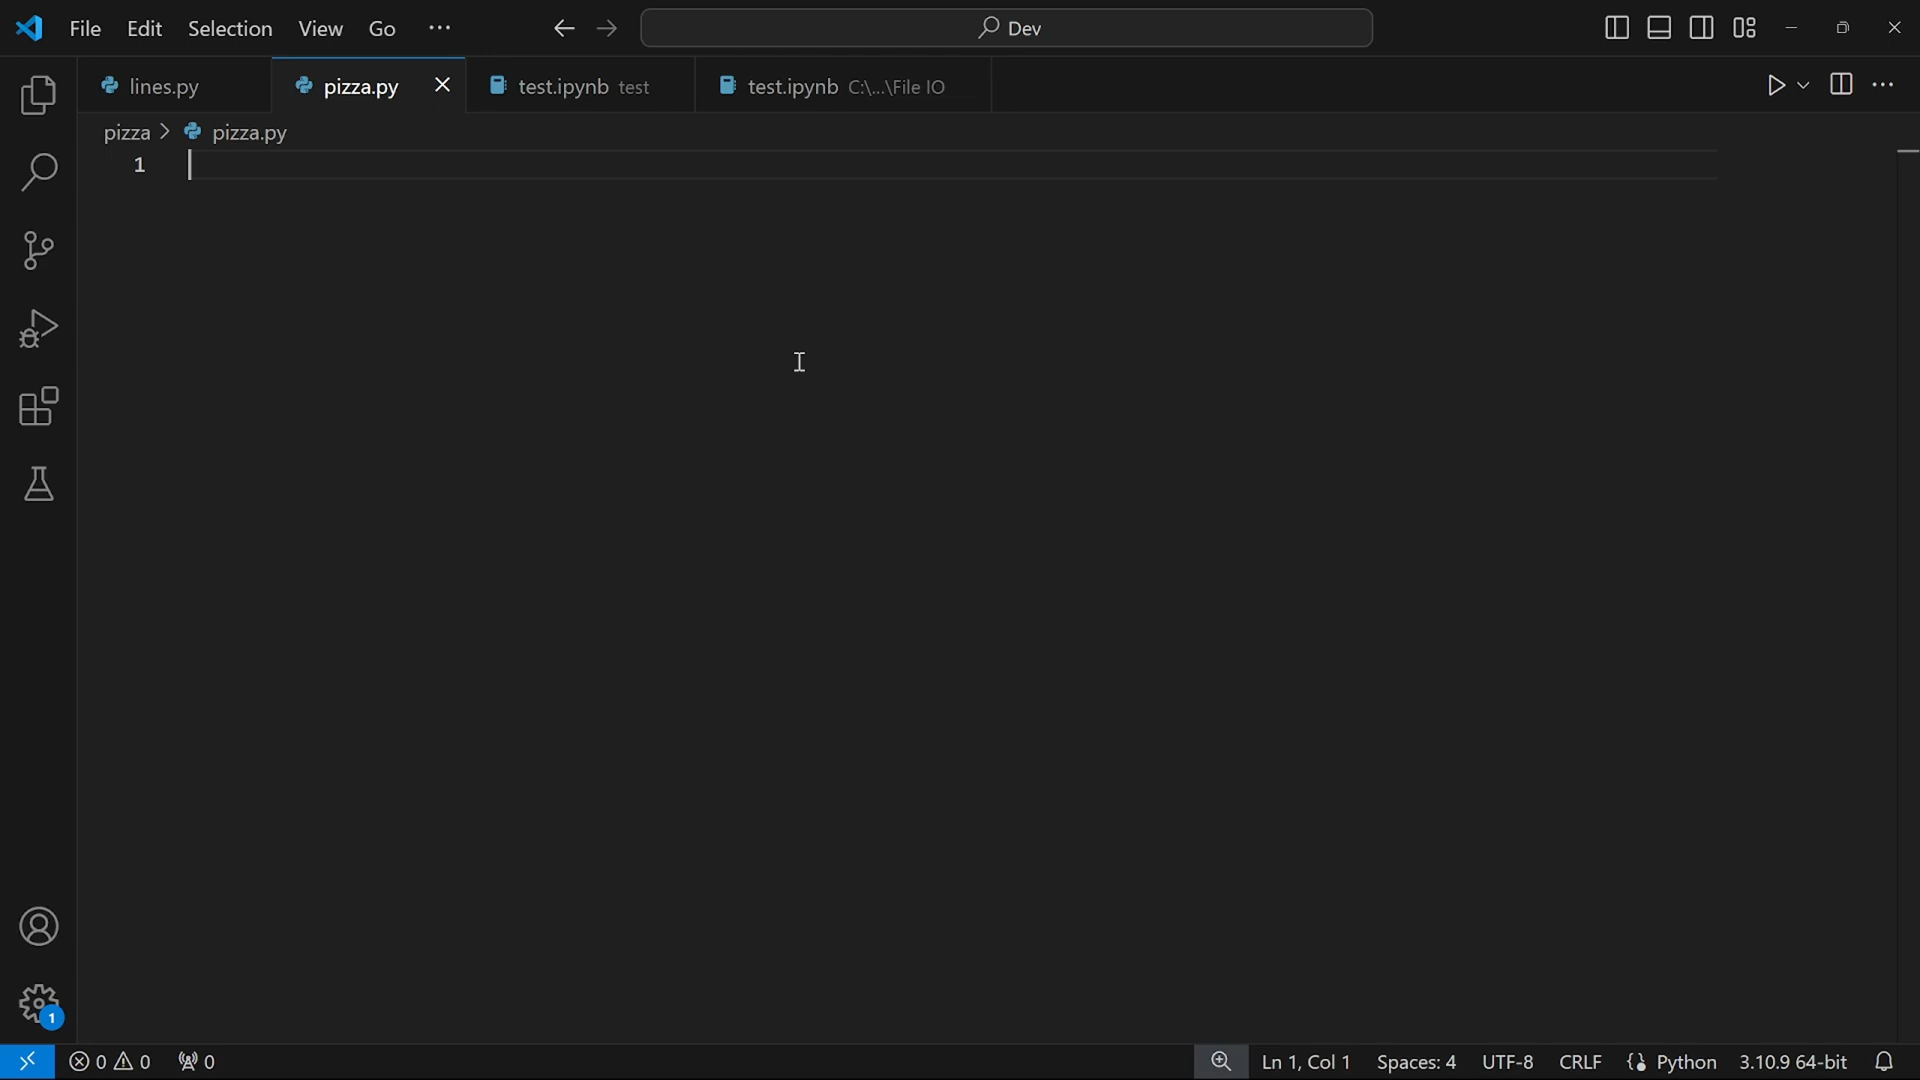 File Edit Selection View Go ··· Dev
lines.py pizza.py test.ipynb test test.ipynb C:\...\File IO
pizza > pizza.py
1
1
0 0 0 Ln 1, Col 1 Spaces: 4 UTF-8 CRLF Python 3.10.9 64-bit